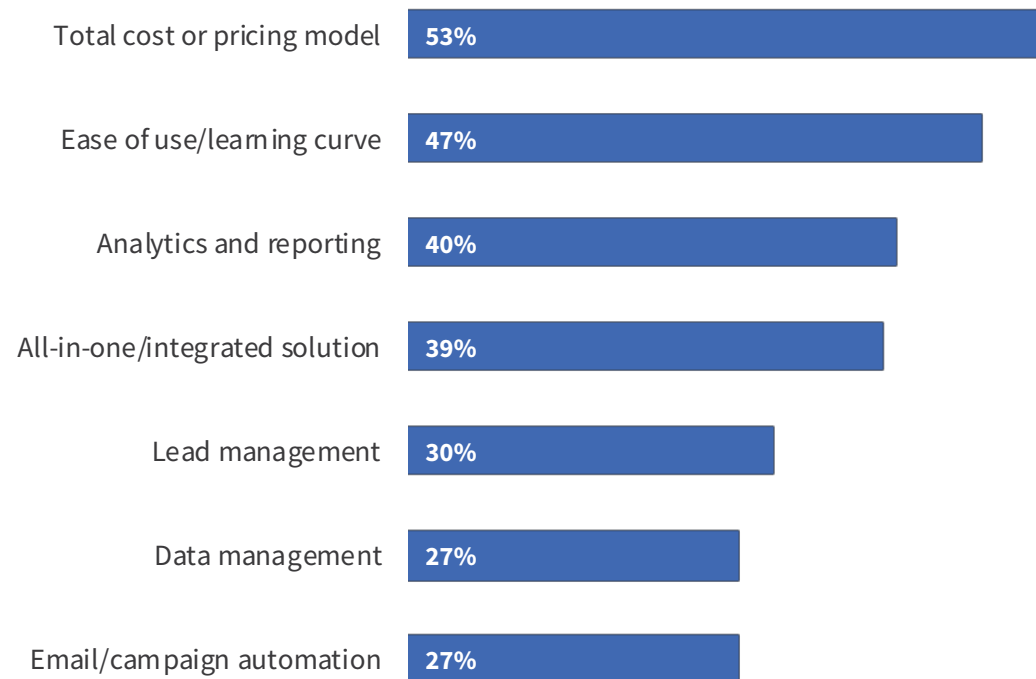 Total cost or pricing model 53%
Ease of use/learning curve 47%
Analytics and reporting 40%
All-in-one/integrated solution 39%
Lead management 30%
Data management 27%
Email/campaign automation 27%